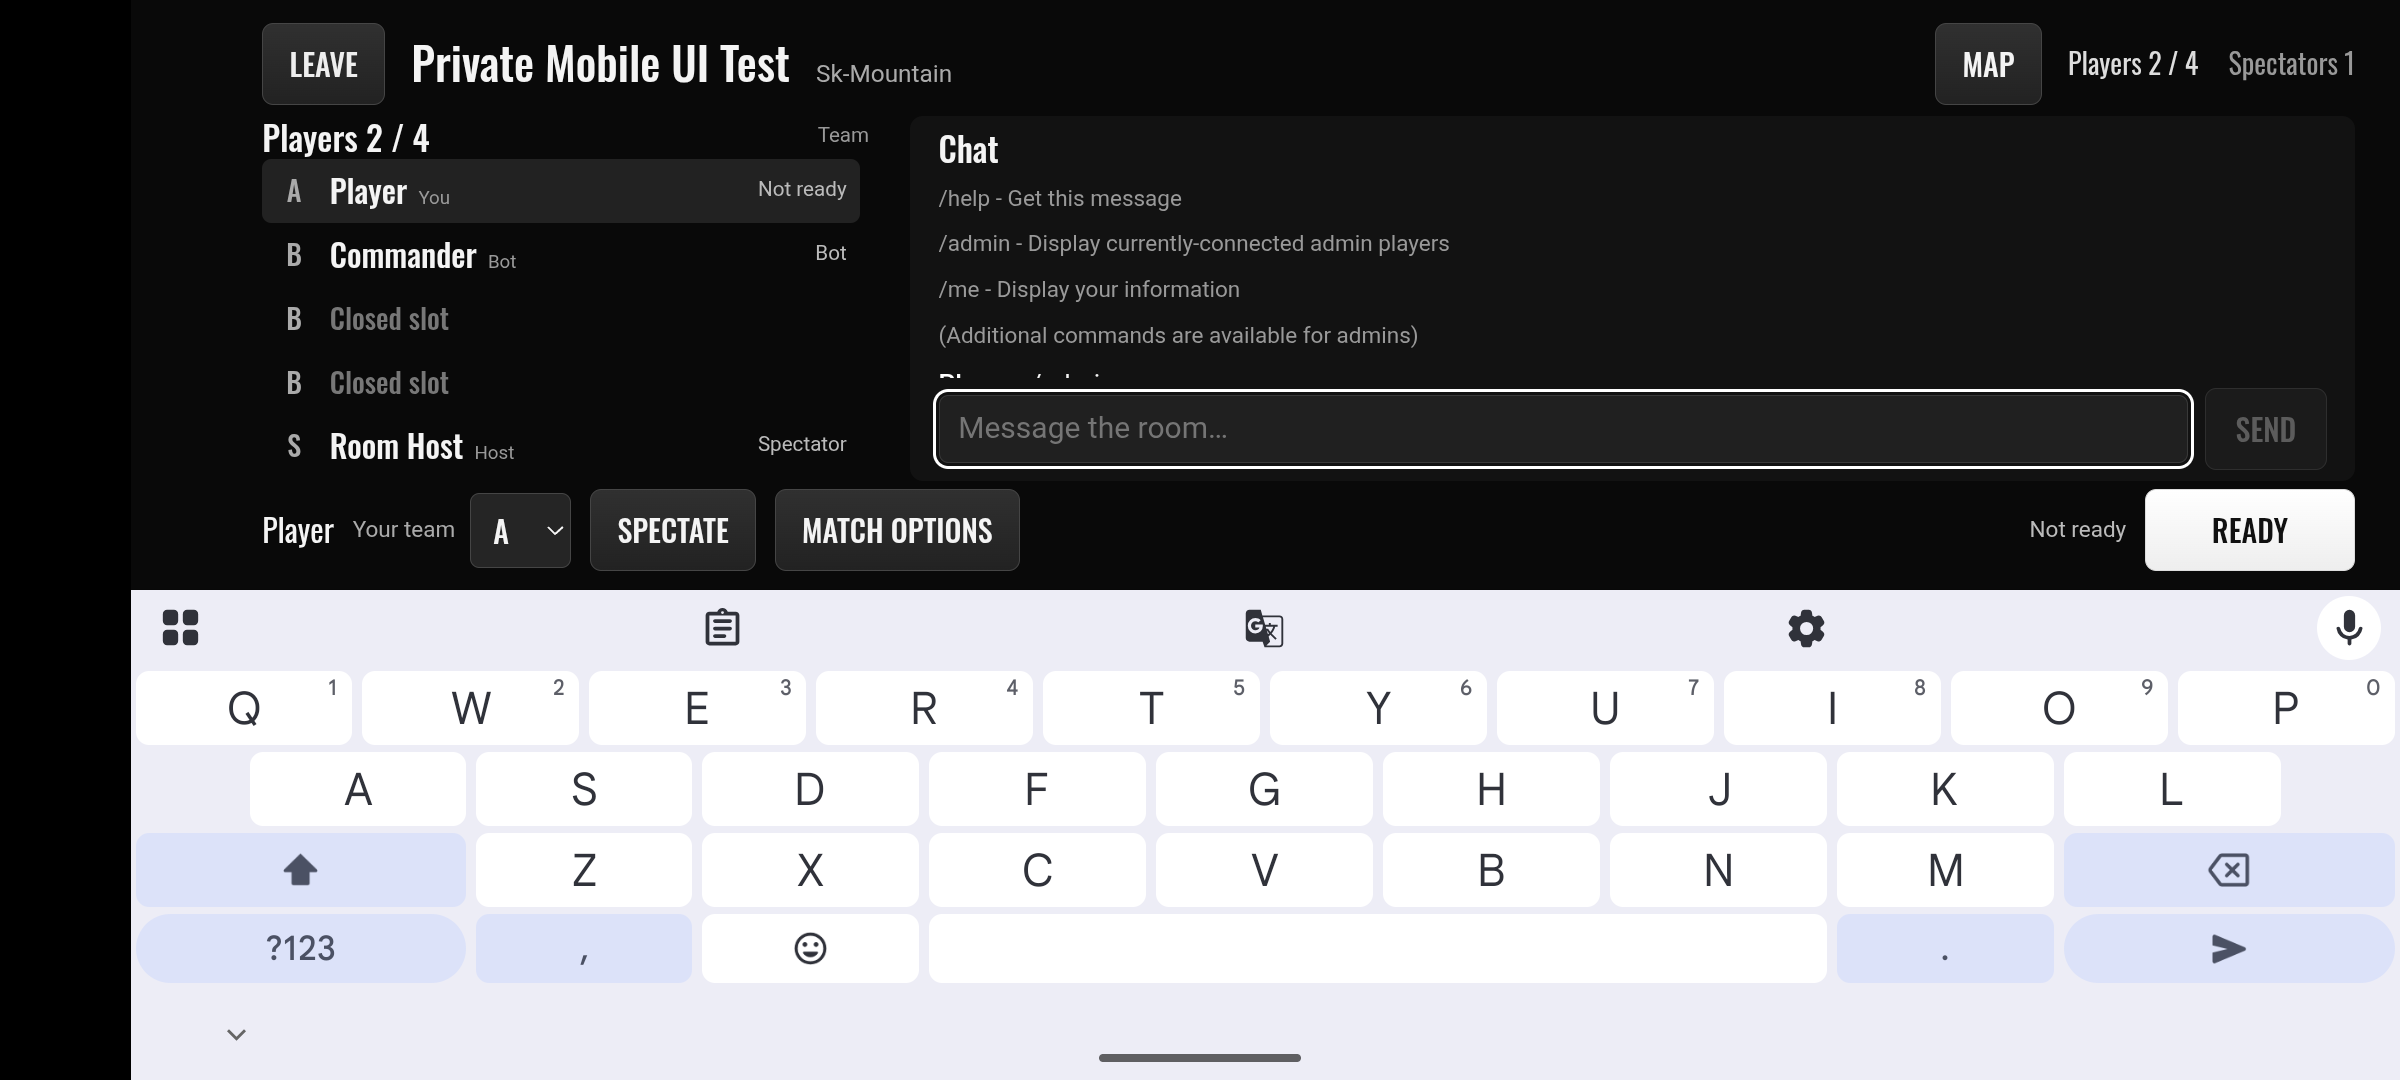 LEAVE Private Mobile UI Test Sk-Mountain MAP Players 2 / 4 Spectators 1
Players 2 / 4 Team
A Player You Not ready
B Commander Bot Bot
B Closed slot
B Closed slot
S Room Host Host Spectator
Chat
/help - Get this message
/admin - Display currently-connected admin players
/me - Display your information
(Additional commands are available for admins)
Message the room... SEND
Player Your team A SPECTATE MATCH OPTIONS Not ready READY
G 文
Q 1 W 2 E 3 R 4 T 5 Y 6 U 7 I 8 O 9 P 0
A S D F G H J K L
Z X C V B N M
?123 , .